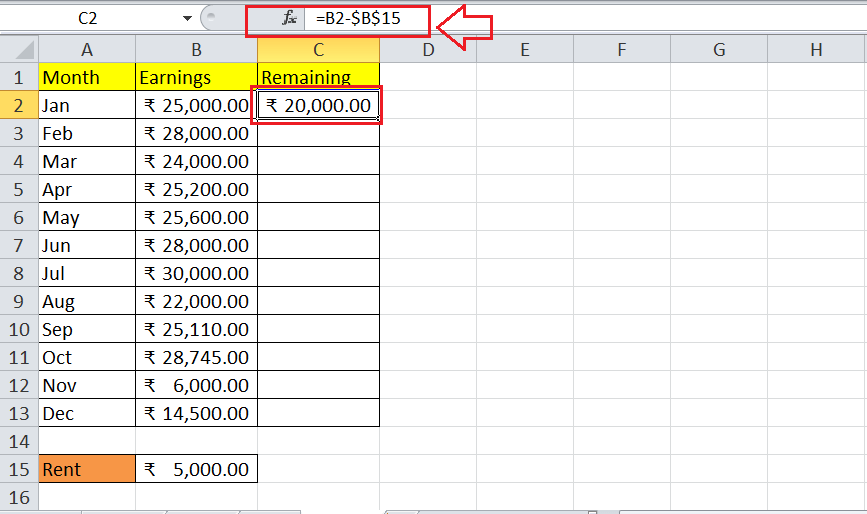 C2 fx =B2-$B$15
A B C D E F G H
1 Month Earnings Remaining
2 Jan ₹ 25,000.00 ₹ 20,000.00
3 Feb ₹ 28,000.00
4 Mar ₹ 24,000.00
5 Apr ₹ 25,200.00
6 May ₹ 25,600.00
7 Jun ₹ 28,000.00
8 Jul ₹ 30,000.00
9 Aug ₹ 22,000.00
10 Sep ₹ 25,110.00
11 Oct ₹ 28,745.00
12 Nov ₹ 6,000.00
13 Dec ₹ 14,500.00
14
15 Rent ₹ 5,000.00
16